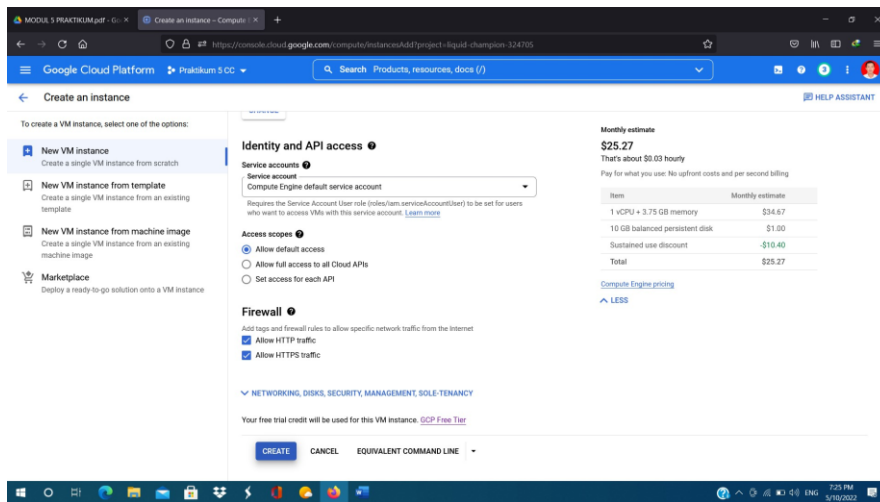 MODUL 5 PRAKTIKUM.pdf - Go
Create an instance – Compute
https://console.cloud.google.com/compute/instancesAdd?project=liquid-champion-324705
Google Cloud Platform
Praktikum 5 CC
Search Products, resources, docs (/)
3
Create an instance
HELP ASSISTANT
To create a VM instance, select one of the options:
New VM instance
Create a single VM instance from scratch
New VM instance from template
Create a single VM instance from an existing
template
New VM instance from machine image
Create a single VM instance from an existing
machine image
Marketplace
Deploy a ready-to-go solution onto a VM instance
CHANGE
Identity and API access
Service accounts
Service account
Compute Engine default service account
Requires the Service Account User role (roles/iam.serviceAccountUser) to be set for users
who want to access VMs with this service account. Learn more
Access scopes
Allow default access
Allow full access to all Cloud APIs
Set access for each API
Firewall
Add tags and firewall rules to allow specific network traffic from the Internet
Allow HTTP traffic
Allow HTTPS traffic
NETWORKING, DISKS, SECURITY, MANAGEMENT, SOLE-TENANCY
Your free trial credit will be used for this VM instance. GCP Free Tier
CREATE CANCEL EQUIVALENT COMMAND LINE
Monthly estimate
$25.27
That's about $0.03 hourly
Pay for what you use: No upfront costs and per second billing
Item Monthly estimate
1 vCPU + 3.75 GB memory $34.67
10 GB balanced persistent disk $1.00
Sustained use discount -$10.40
Total $25.27
Compute Engine pricing
LESS
ENG
7:25 PM
5/10/2022